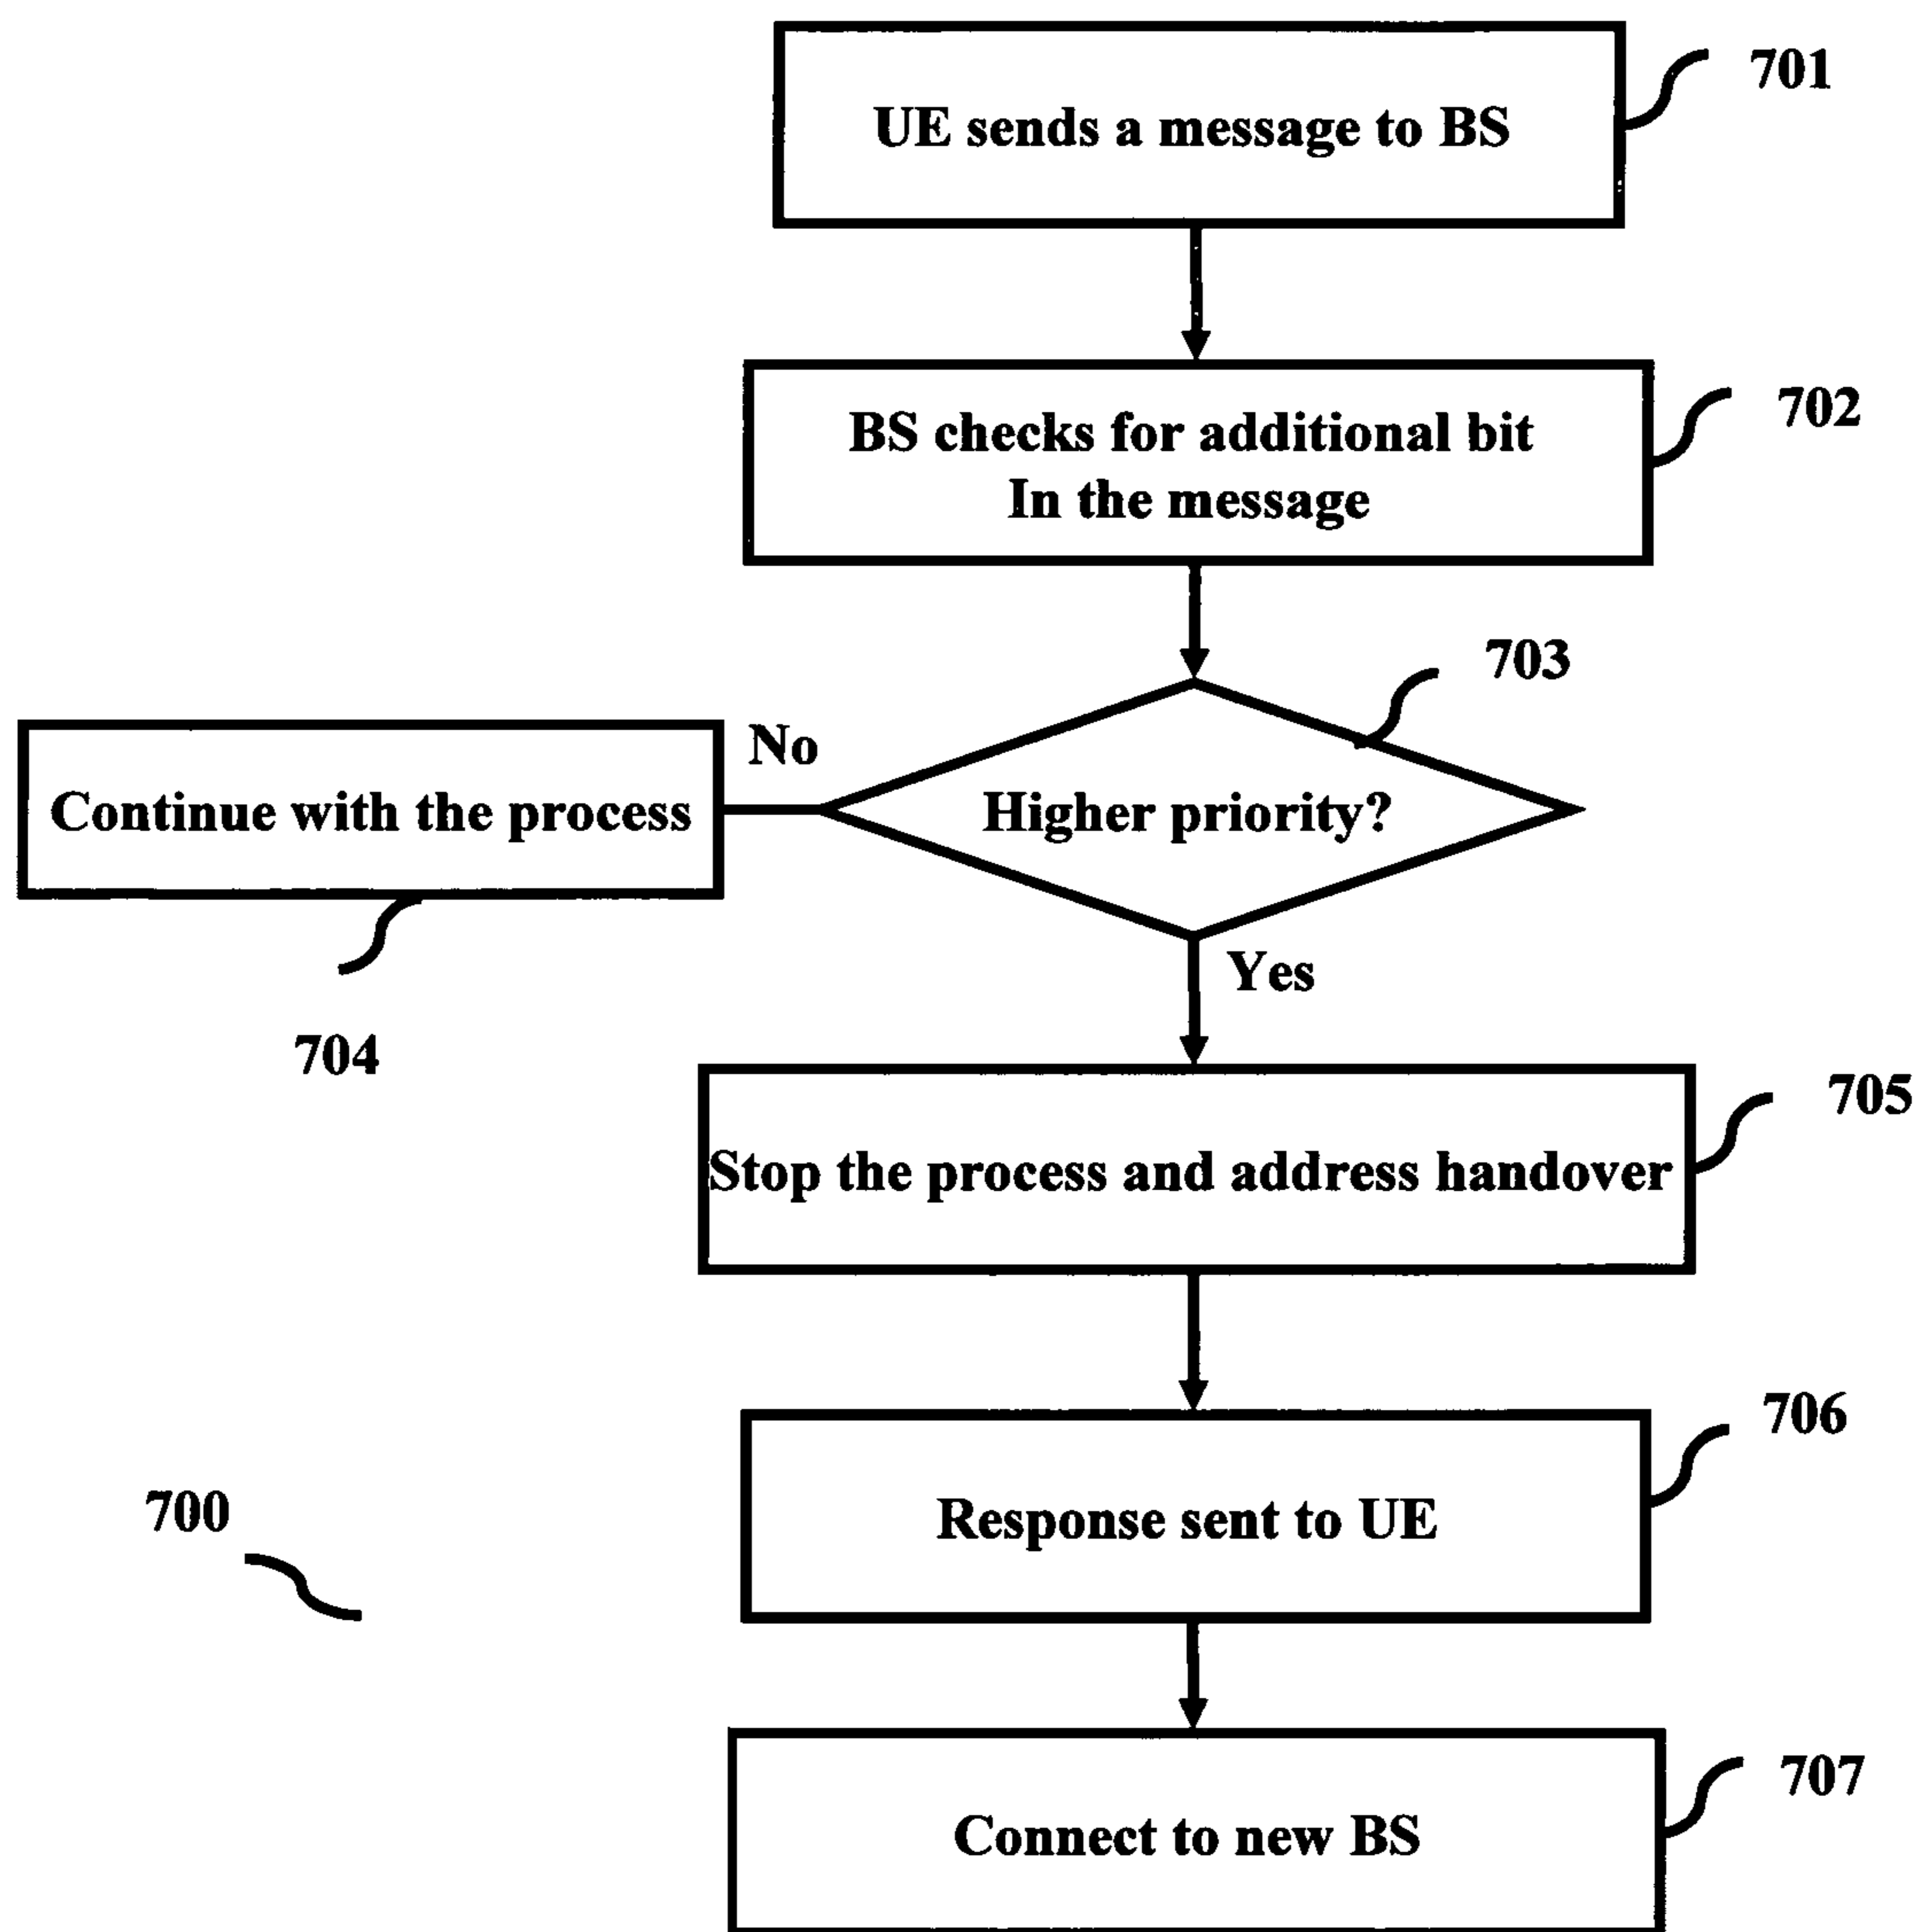 701
UE sends a message to BS
702
BS checks for additional bit
In the message
703
No
Higher priority?
Continue with the process
Yes
704
705
Stop the process and address handover
706
Response sent to UE
700
707
Connect to new BS